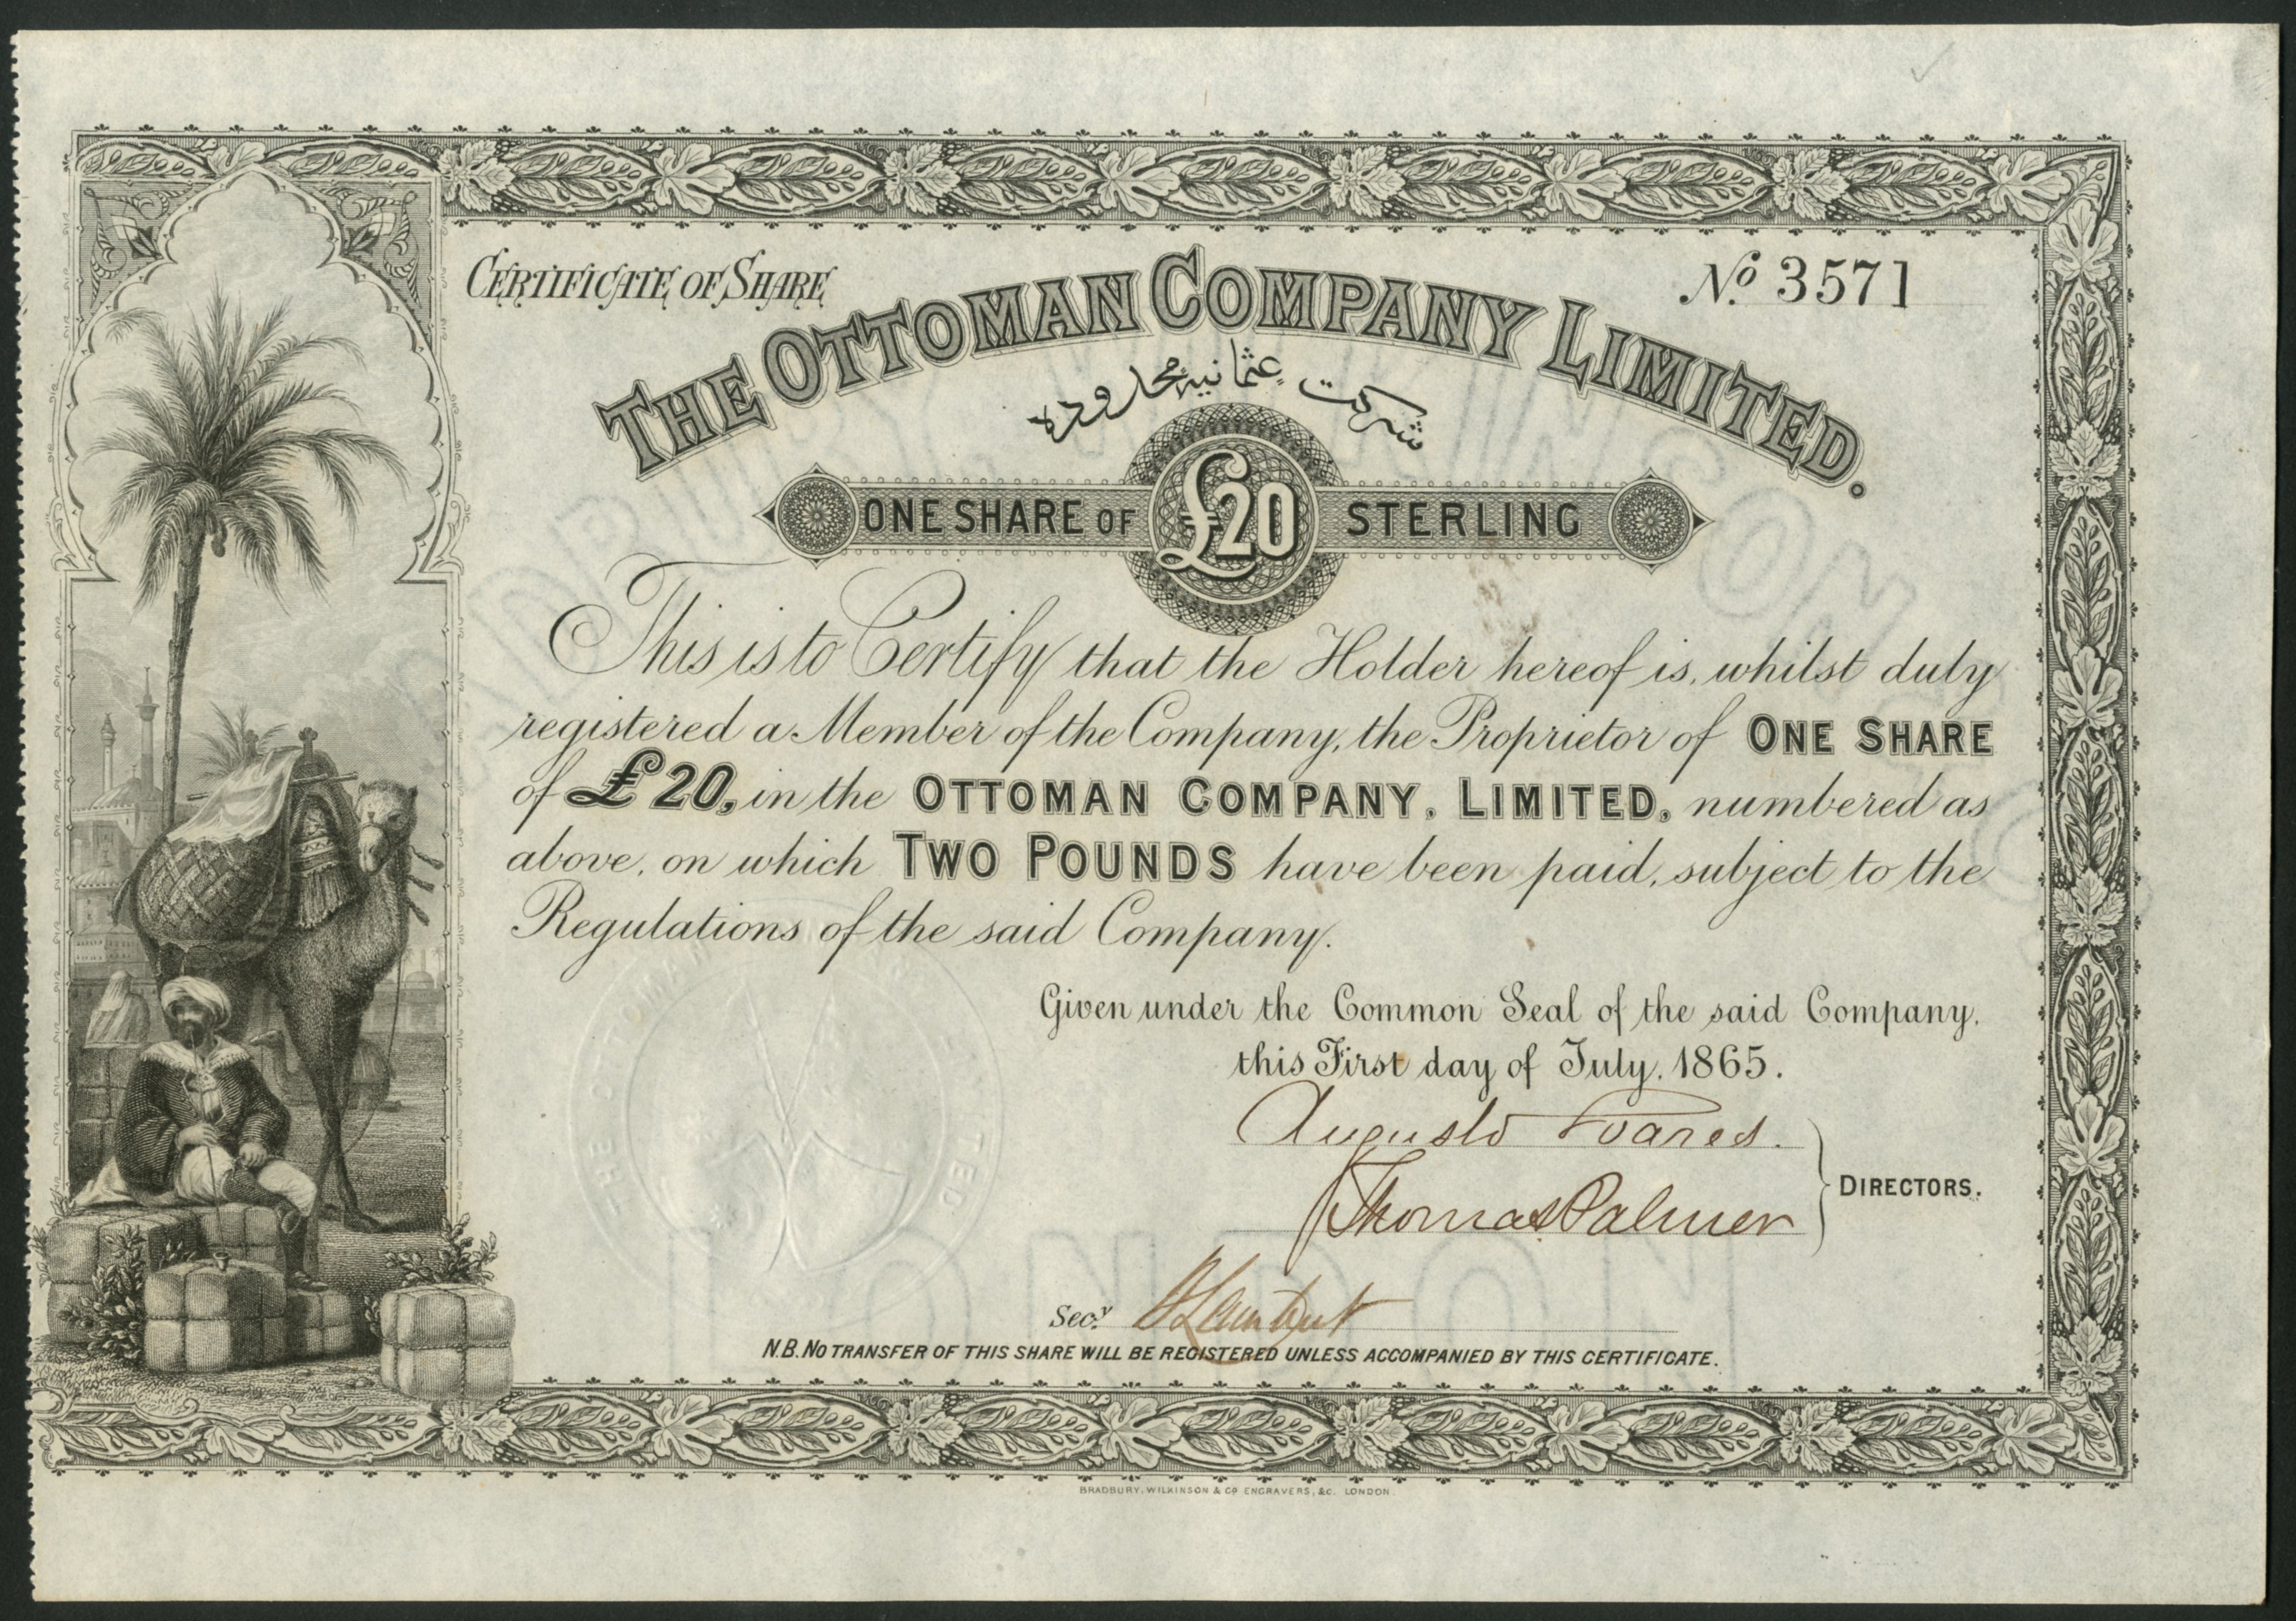 CERTIFICATE OF SHARE
No. 3571
THE OTTOMAN COMPANY LIMITED.
شركت عثمانيه محدوده
ONE SHARE OF £20 STERLING
This is to Certify that the Holder hereof is, whilst duly
registered a Member of the Company, the Proprietor of ONE SHARE
of £20, in the OTTOMAN COMPANY, LIMITED, numbered as
above, on which TWO POUNDS have been paid, subject to the
Regulations of the said Company.
Given under the Common Seal of the said Company,
this First day of July, 1865.
Augusto Soares.
Thomas Palmer
DIRECTORS.
Secy.
N.B. NO TRANSFER OF THIS SHARE WILL BE REGISTERED UNLESS ACCOMPANIED BY THIS CERTIFICATE.
BRADBURY, WILKINSON & Co ENGRAVERS, &c. LONDON.
THE OTTOMAN
LONDON